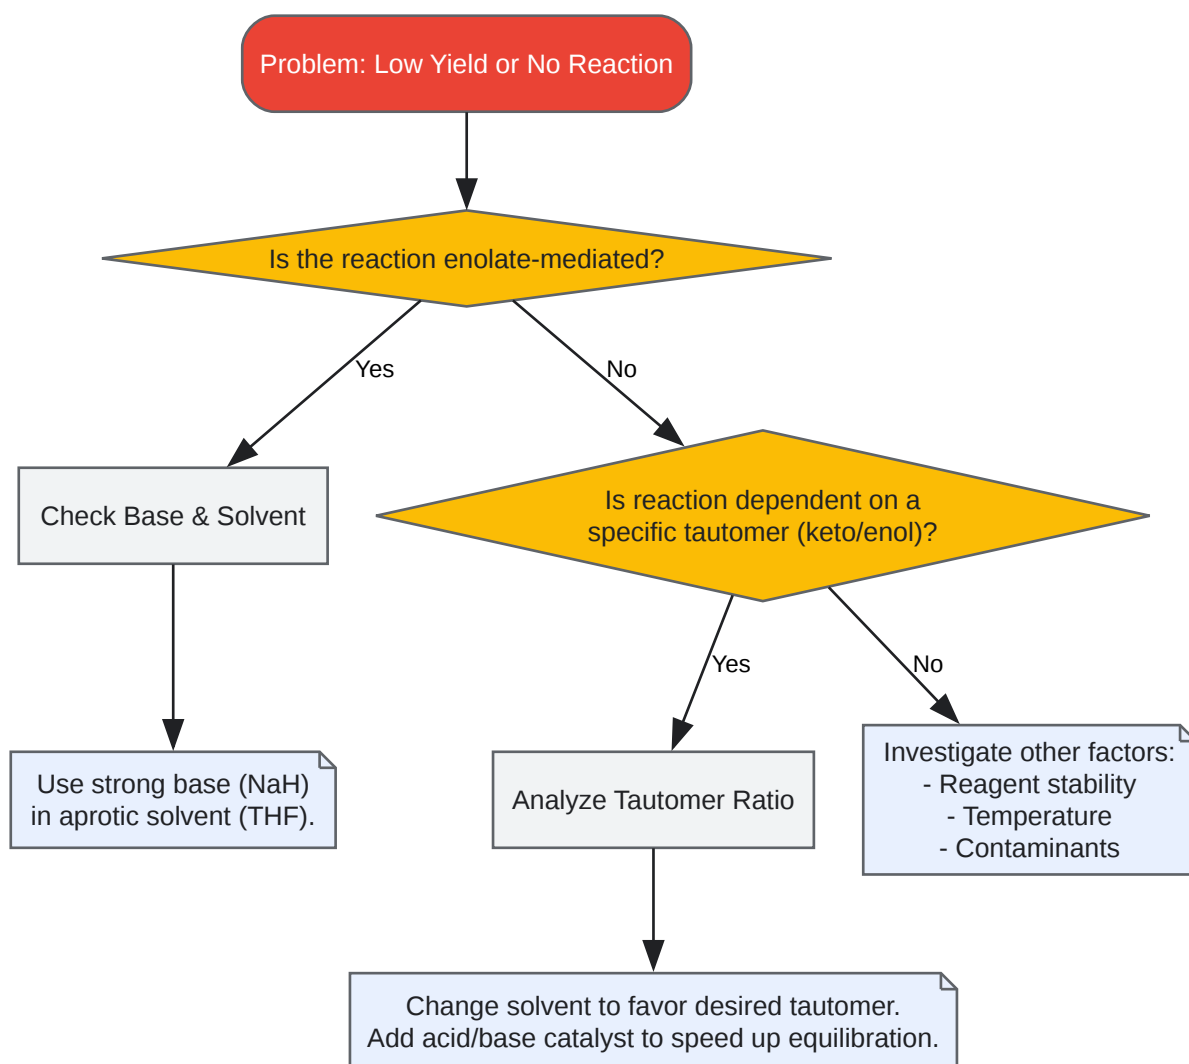 Problem: Low Yield or No Reaction
Is the reaction enolate-mediated?
Yes
No
Check Base & Solvent
Is reaction dependent on a
specific tautomer (keto/enol)?
Yes
No
Use strong base (NaH)
in aprotic solvent (THF).
Analyze Tautomer Ratio
Investigate other factors:
- Reagent stability
- Temperature
- Contaminants
Change solvent to favor desired tautomer.
Add acid/base catalyst to speed up equilibration.